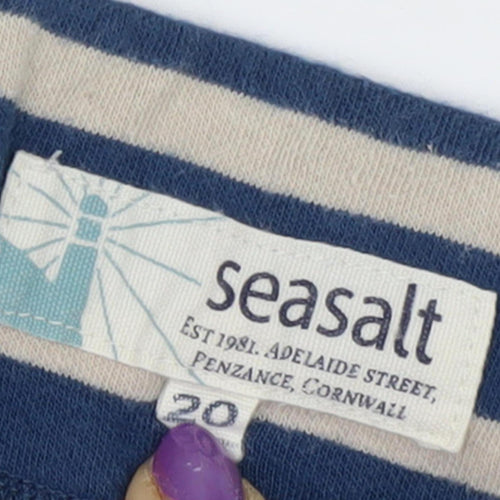 seasalt
EST 1981. ADELAIDE STREET,
PENZANCE, CORNWALL
20